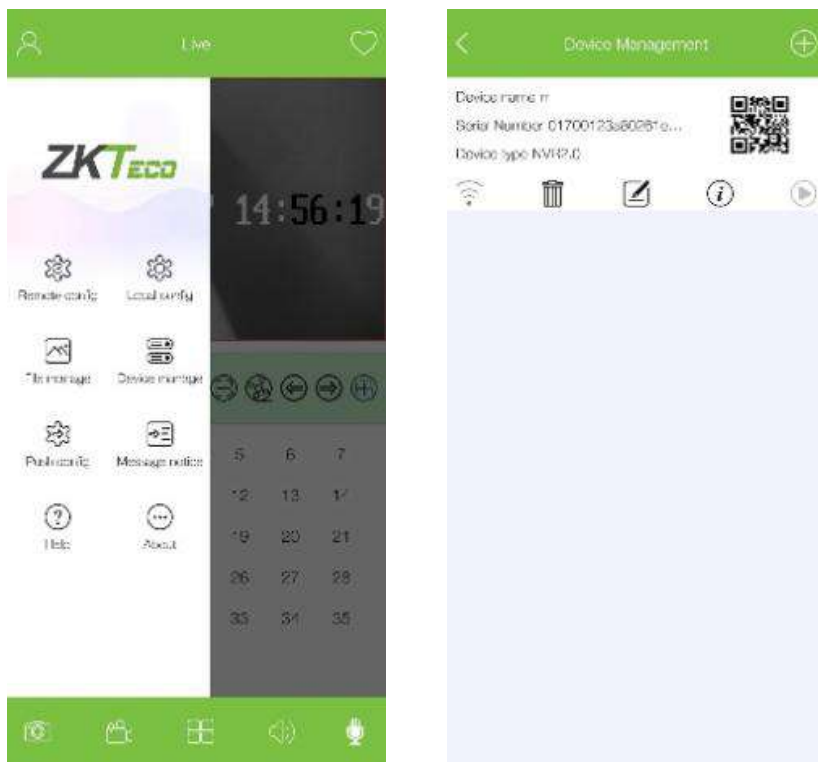 Live
ZKTECO
14:56:19
Remote config
Local config
File manage
Device manage
Push config
Message notice
Help
About
5 6 7
12 13 14
19 20 21
26 27 28
33 34 35
Device Management
Device name
Serial Number
Device type NVR2.0